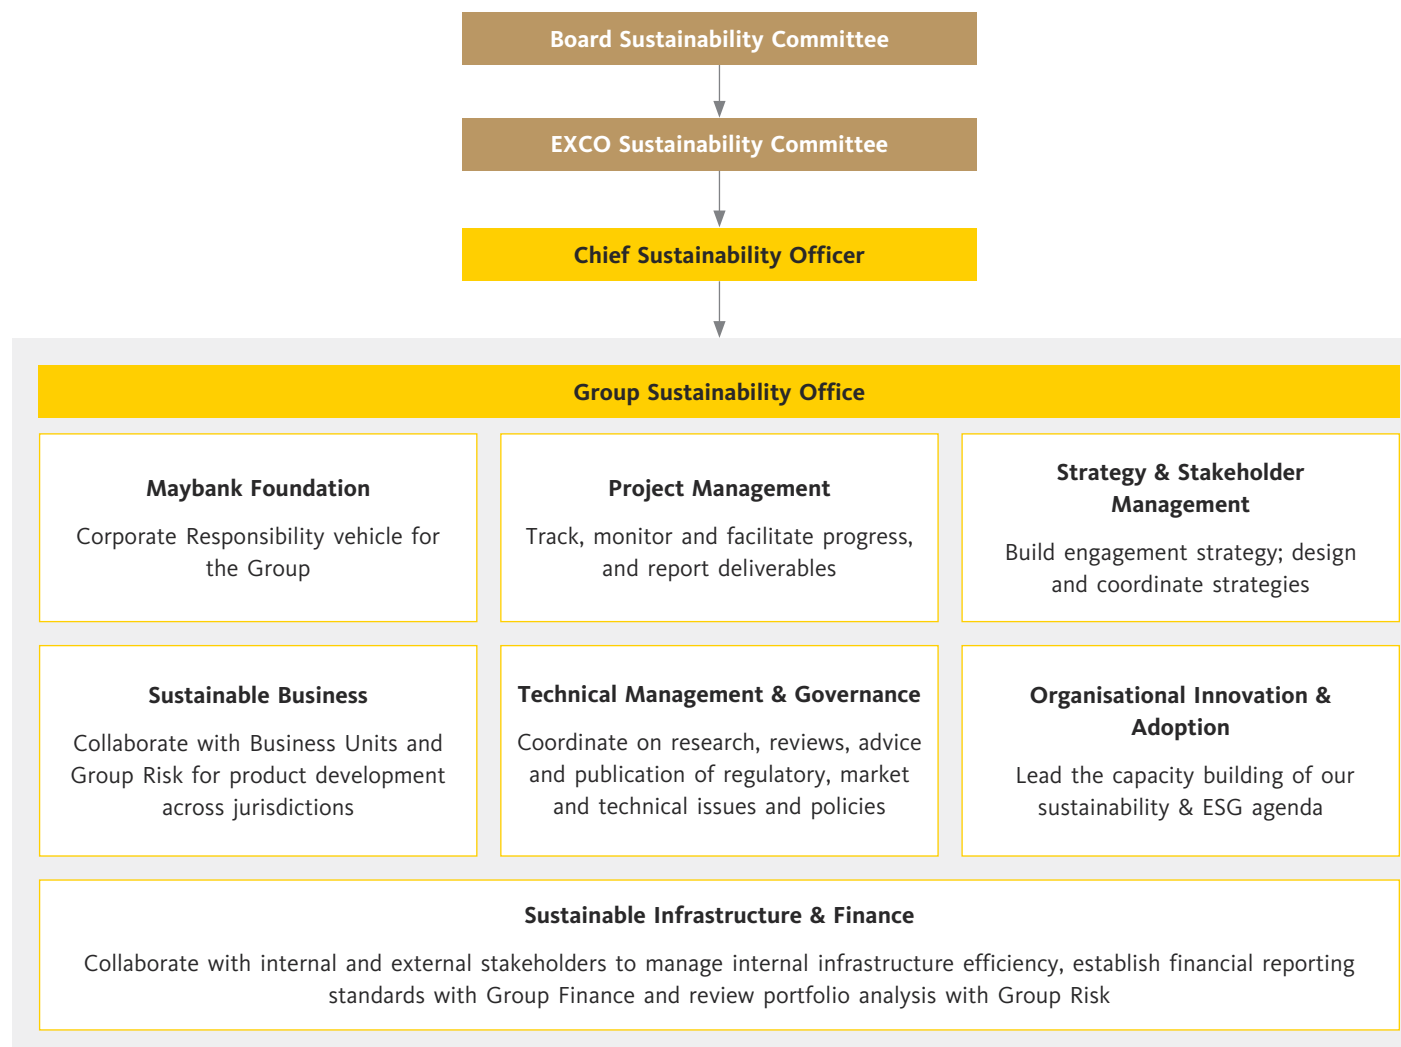 Board Sustainability Committee
EXCO Sustainability Committee
Chief Sustainability Officer
Group Sustainability Office
Maybank Foundation
Corporate Responsibility vehicle for
the Group
Project Management
Track, monitor and facilitate progress,
and report deliverables
Strategy & Stakeholder
Management
Build engagement strategy; design
and coordinate strategies
Sustainable Business
Collaborate with Business Units and
Group Risk for product development
across jurisdictions
Technical Management & Governance
Coordinate on research, reviews, advice
and publication of regulatory, market
and technical issues and policies
Organisational Innovation &
Adoption
Lead the capacity building of our
sustainability & ESG agenda
Sustainable Infrastructure & Finance
Collaborate with internal and external stakeholders to manage internal infrastructure efficiency, establish financial reporting
standards with Group Finance and review portfolio analysis with Group Risk